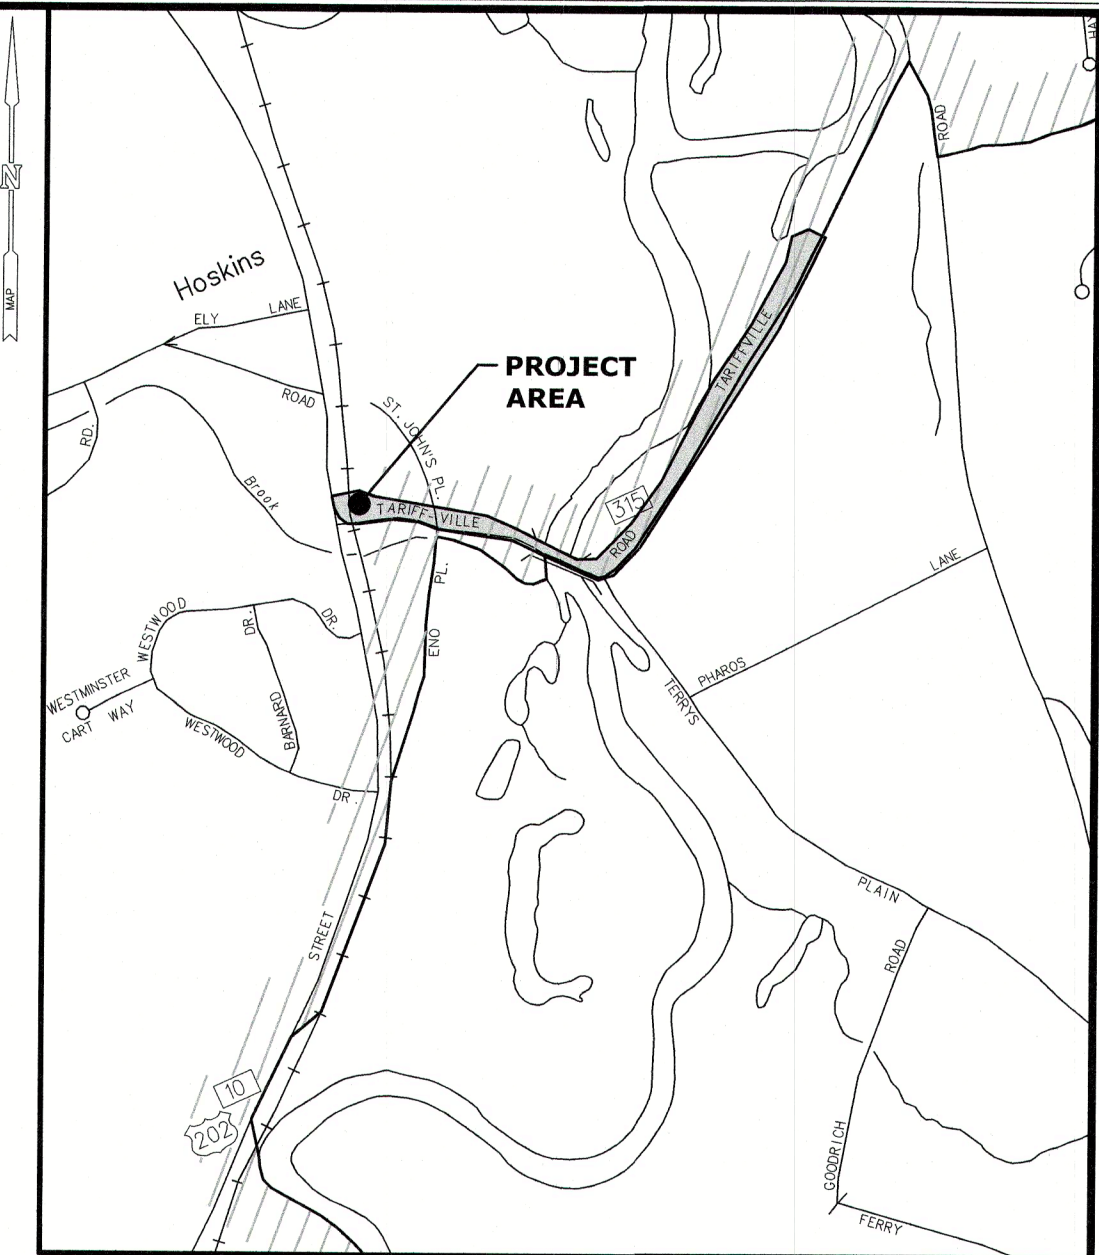 HA
ROAD
N
MAP
Hoskins
ELY
LANE
ROAD
RD.
PROJECT
AREA
ST. JOHN'S PL.
Brook
TARIFF-VILLE
TARIFFVILLE
315
ROAD
PL.
ENO
WESTWOOD
DR.
DR.
WESTMINSTER
CART WAY
BARNARD
WESTWOOD
DR.
LANE
PHAROS
TERRYS
PLAIN
ROAD
STREET
10
202
GOODRICH
FERRY